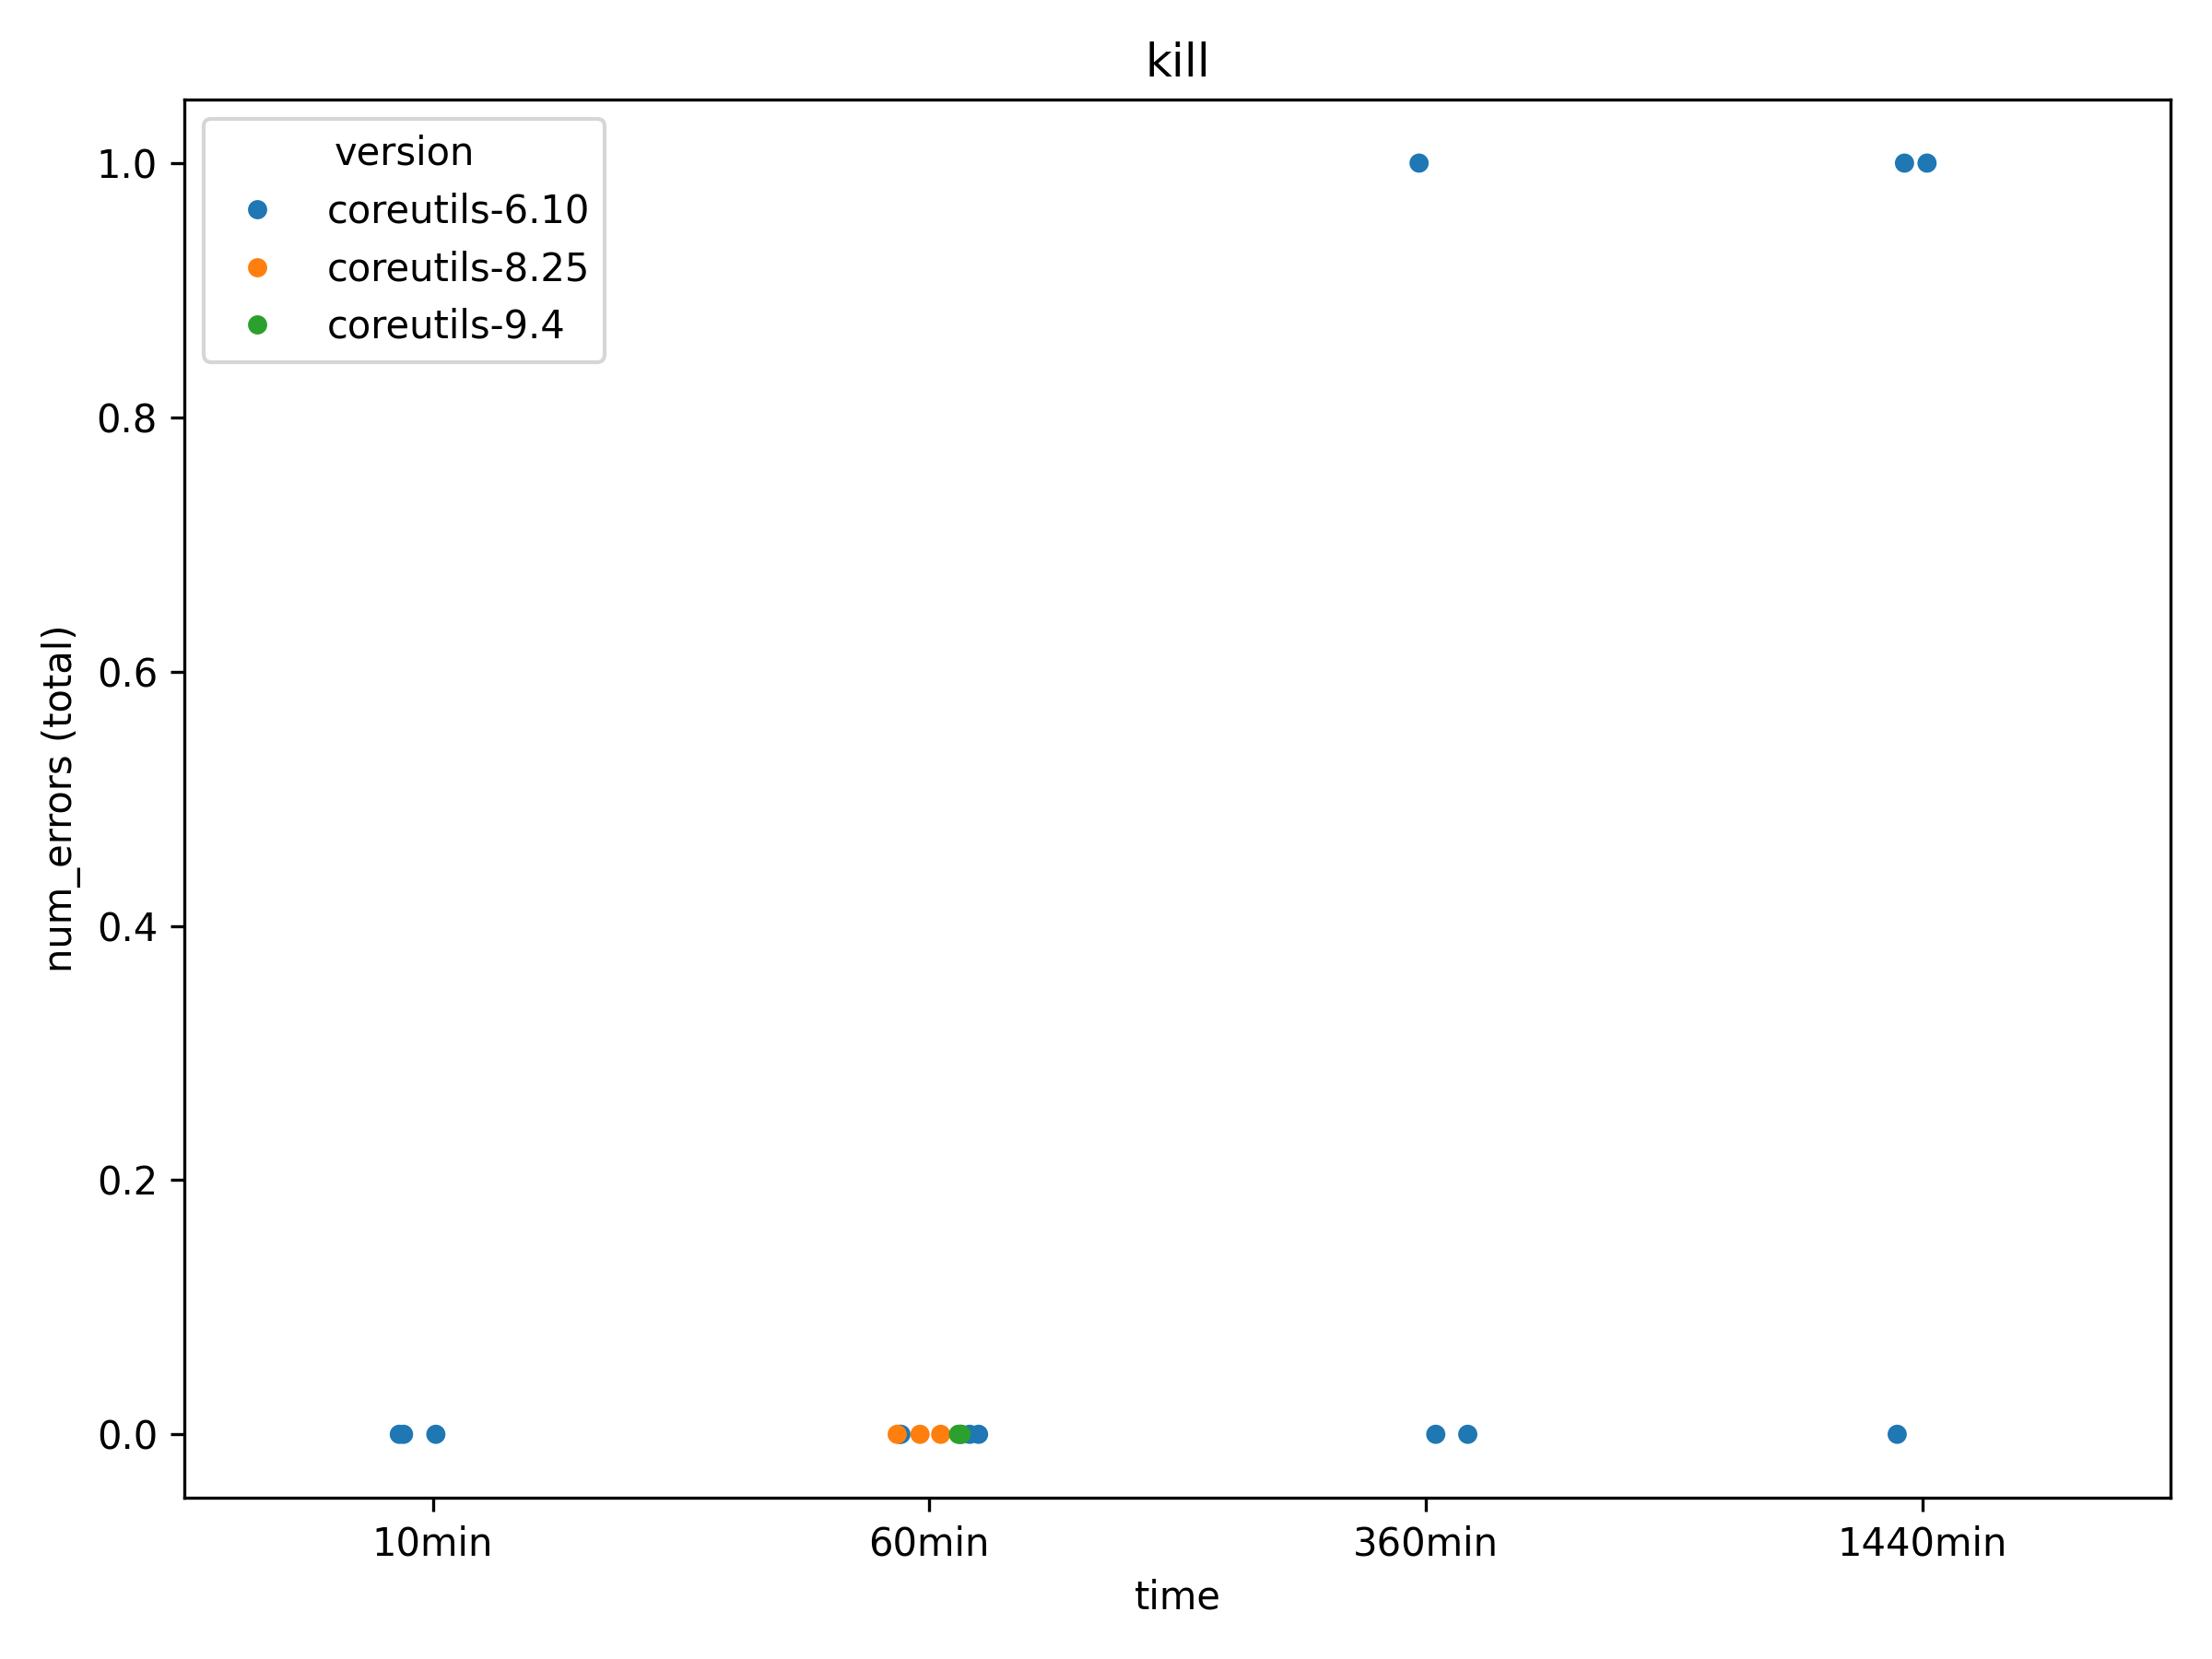 kill
version
coreutils-6.10
coreutils-8.25
coreutils-9.4
1.0
0.8
0.6
0.4
0.2
0.0
num_errors (total)
10min
60min
360min
1440min
time